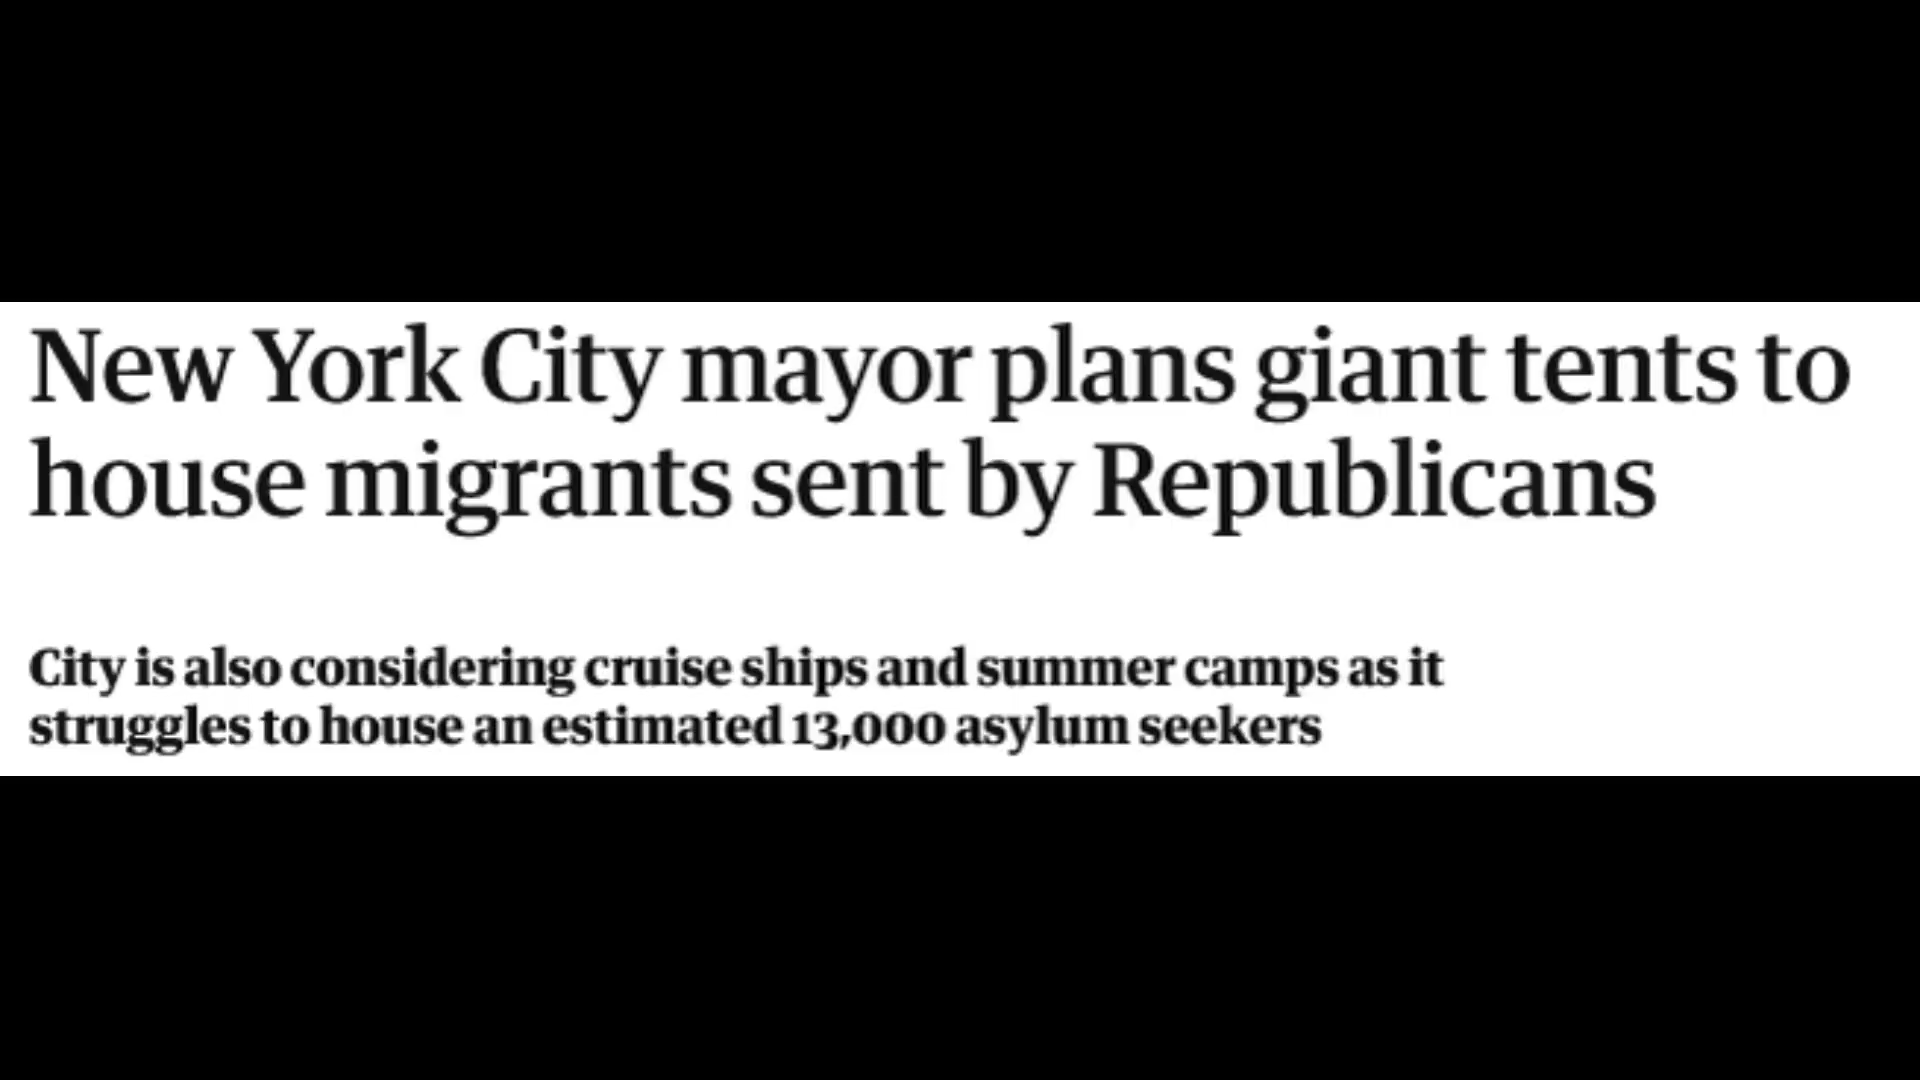 New York City mayor plans giant tents to
house migrants sent by Republicans
City is also considering cruise ships and summer camps as it
struggles to house an estimated 13,000 asylum seekers